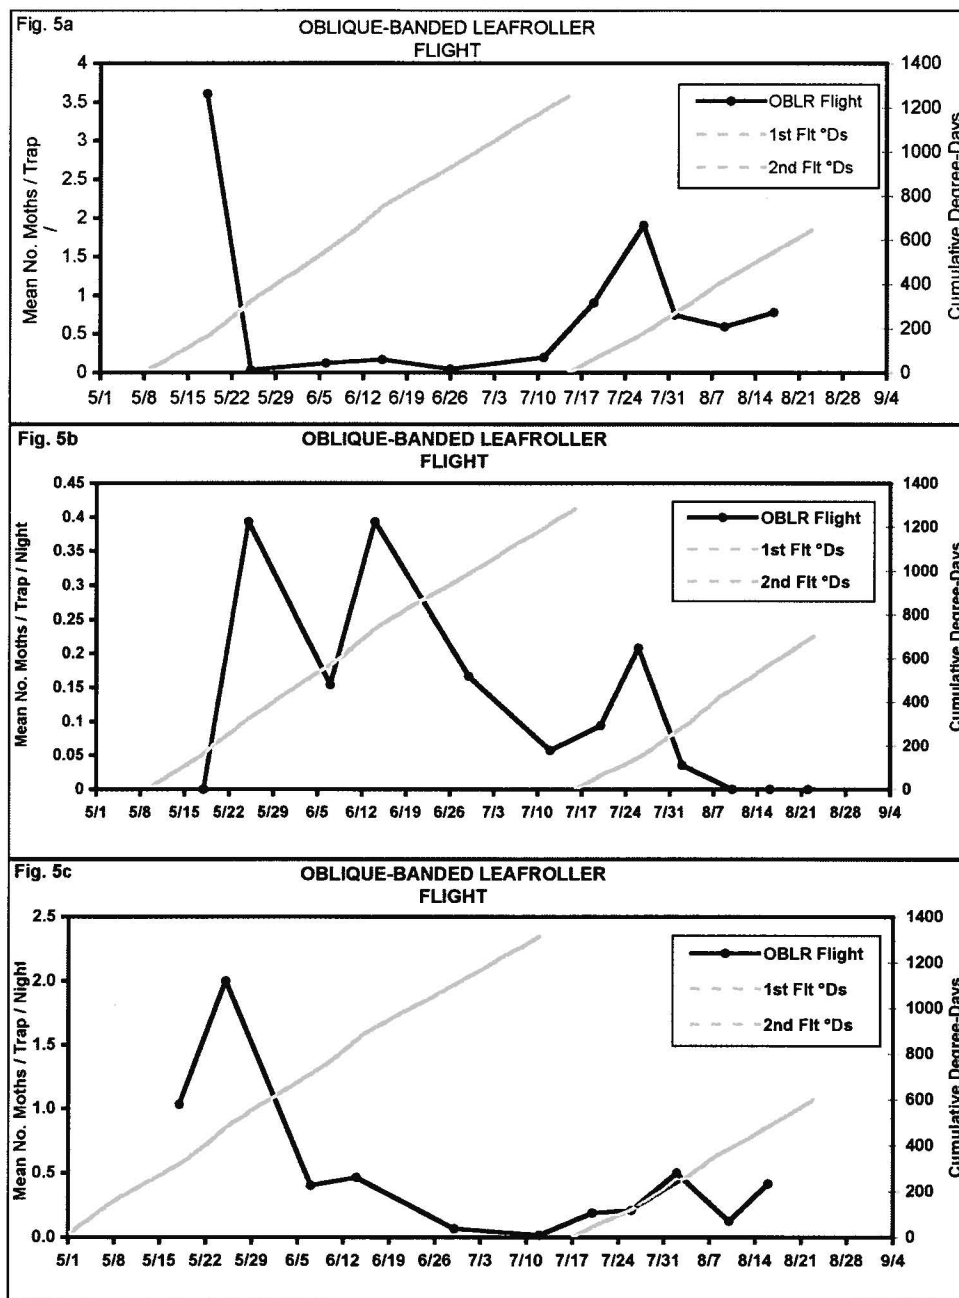 Fig. 5a
OBLIQUE-BANDED LEAFROLLER
FLIGHT
4
3.5
3
2.5
2
1.5
1
0.5
0
Mean No. Moths / Trap
/
1400
1200
1000
800
600
400
200
0
Cumulative Degree-Days
OBLR Flight
1st Flt °Ds
2nd Flt °Ds
5/1 5/8 5/15 5/22 5/29 6/5 6/12 6/19 6/26 7/3 7/10 7/17 7/24 7/31 8/7 8/14 8/21 8/28 9/4
Fig. 5b
OBLIQUE-BANDED LEAFROLLER
FLIGHT
0.45
0.4
0.35
0.3
0.25
0.2
0.15
0.1
0.05
0
Mean No. Moths / Trap / Night
1400
1200
1000
800
600
400
200
0
Cumulative Degree-Days
OBLR Flight
1st Flt °Ds
2nd Flt °Ds
5/1 5/8 5/15 5/22 5/29 6/5 6/12 6/19 6/26 7/3 7/10 7/17 7/24 7/31 8/7 8/14 8/21 8/28 9/4
Fig. 5c
OBLIQUE-BANDED LEAFROLLER
FLIGHT
2.5
2.0
1.5
1.0
0.5
0.0
Mean No. Moths / Trap / Night
1400
1200
1000
800
600
400
200
0
Cumulative Degree-Days
OBLR Flight
1st Flt °Ds
2nd Flt °Ds
5/1 5/8 5/15 5/22 5/29 6/5 6/12 6/19 6/26 7/3 7/10 7/17 7/24 7/31 8/7 8/14 8/21 8/28 9/4